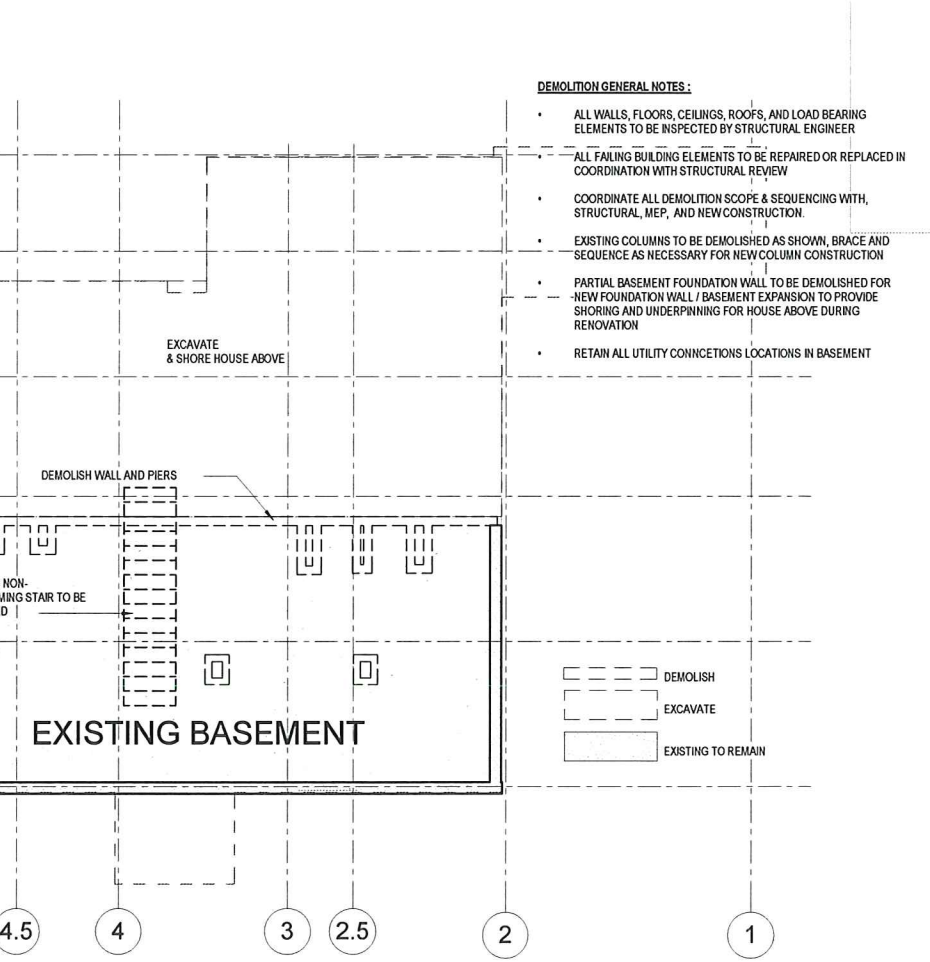 DEMOLITION GENERAL NOTES :
• ALL WALLS, FLOORS, CEILINGS, ROOFS, AND LOAD BEARING
ELEMENTS TO BE INSPECTED BY STRUCTURAL ENGINEER
• ALL FAILING BUILDING ELEMENTS TO BE REPAIRED OR REPLACED IN
COORDINATION WITH STRUCTURAL REVIEW
• COORDINATE ALL DEMOLITION SCOPE & SEQUENCING WITH,
STRUCTURAL, MEP, AND NEW CONSTRUCTION.
• EXISTING COLUMNS TO BE DEMOLISHED AS SHOWN, BRACE AND
SEQUENCE AS NECESSARY FOR NEW COLUMN CONSTRUCTION
• PARTIAL BASEMENT FOUNDATION WALL TO BE DEMOLISHED FOR
NEW FOUNDATION WALL / BASEMENT EXPANSION TO PROVIDE
SHORING AND UNDERPINNING FOR HOUSE ABOVE DURING
RENOVATION
• RETAIN ALL UTILITY CONNCETIONS LOCATIONS IN BASEMENT
EXCAVATE
& SHORE HOUSE ABOVE
DEMOLISH WALL AND PIERS
NON-
MING STAIR TO BE
D
EXISTING BASEMENT
DEMOLISH
EXCAVATE
EXISTING TO REMAIN
4.5
4
3
2.5
2
1